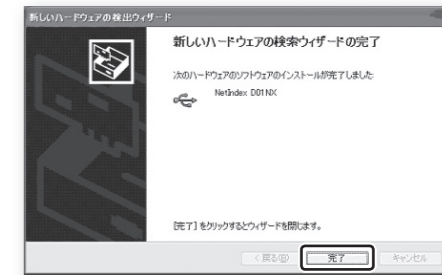 新しいハードウェアの検出ウィザード
新しいハードウェアの検索ウィザードの完了
次のハードウェアのソフトウェアのインストールが完了しました:
NetIndex D01NX
[完了] をクリックするとウィザードを閉じます。
< 戻る(B)
完了
キャンセル